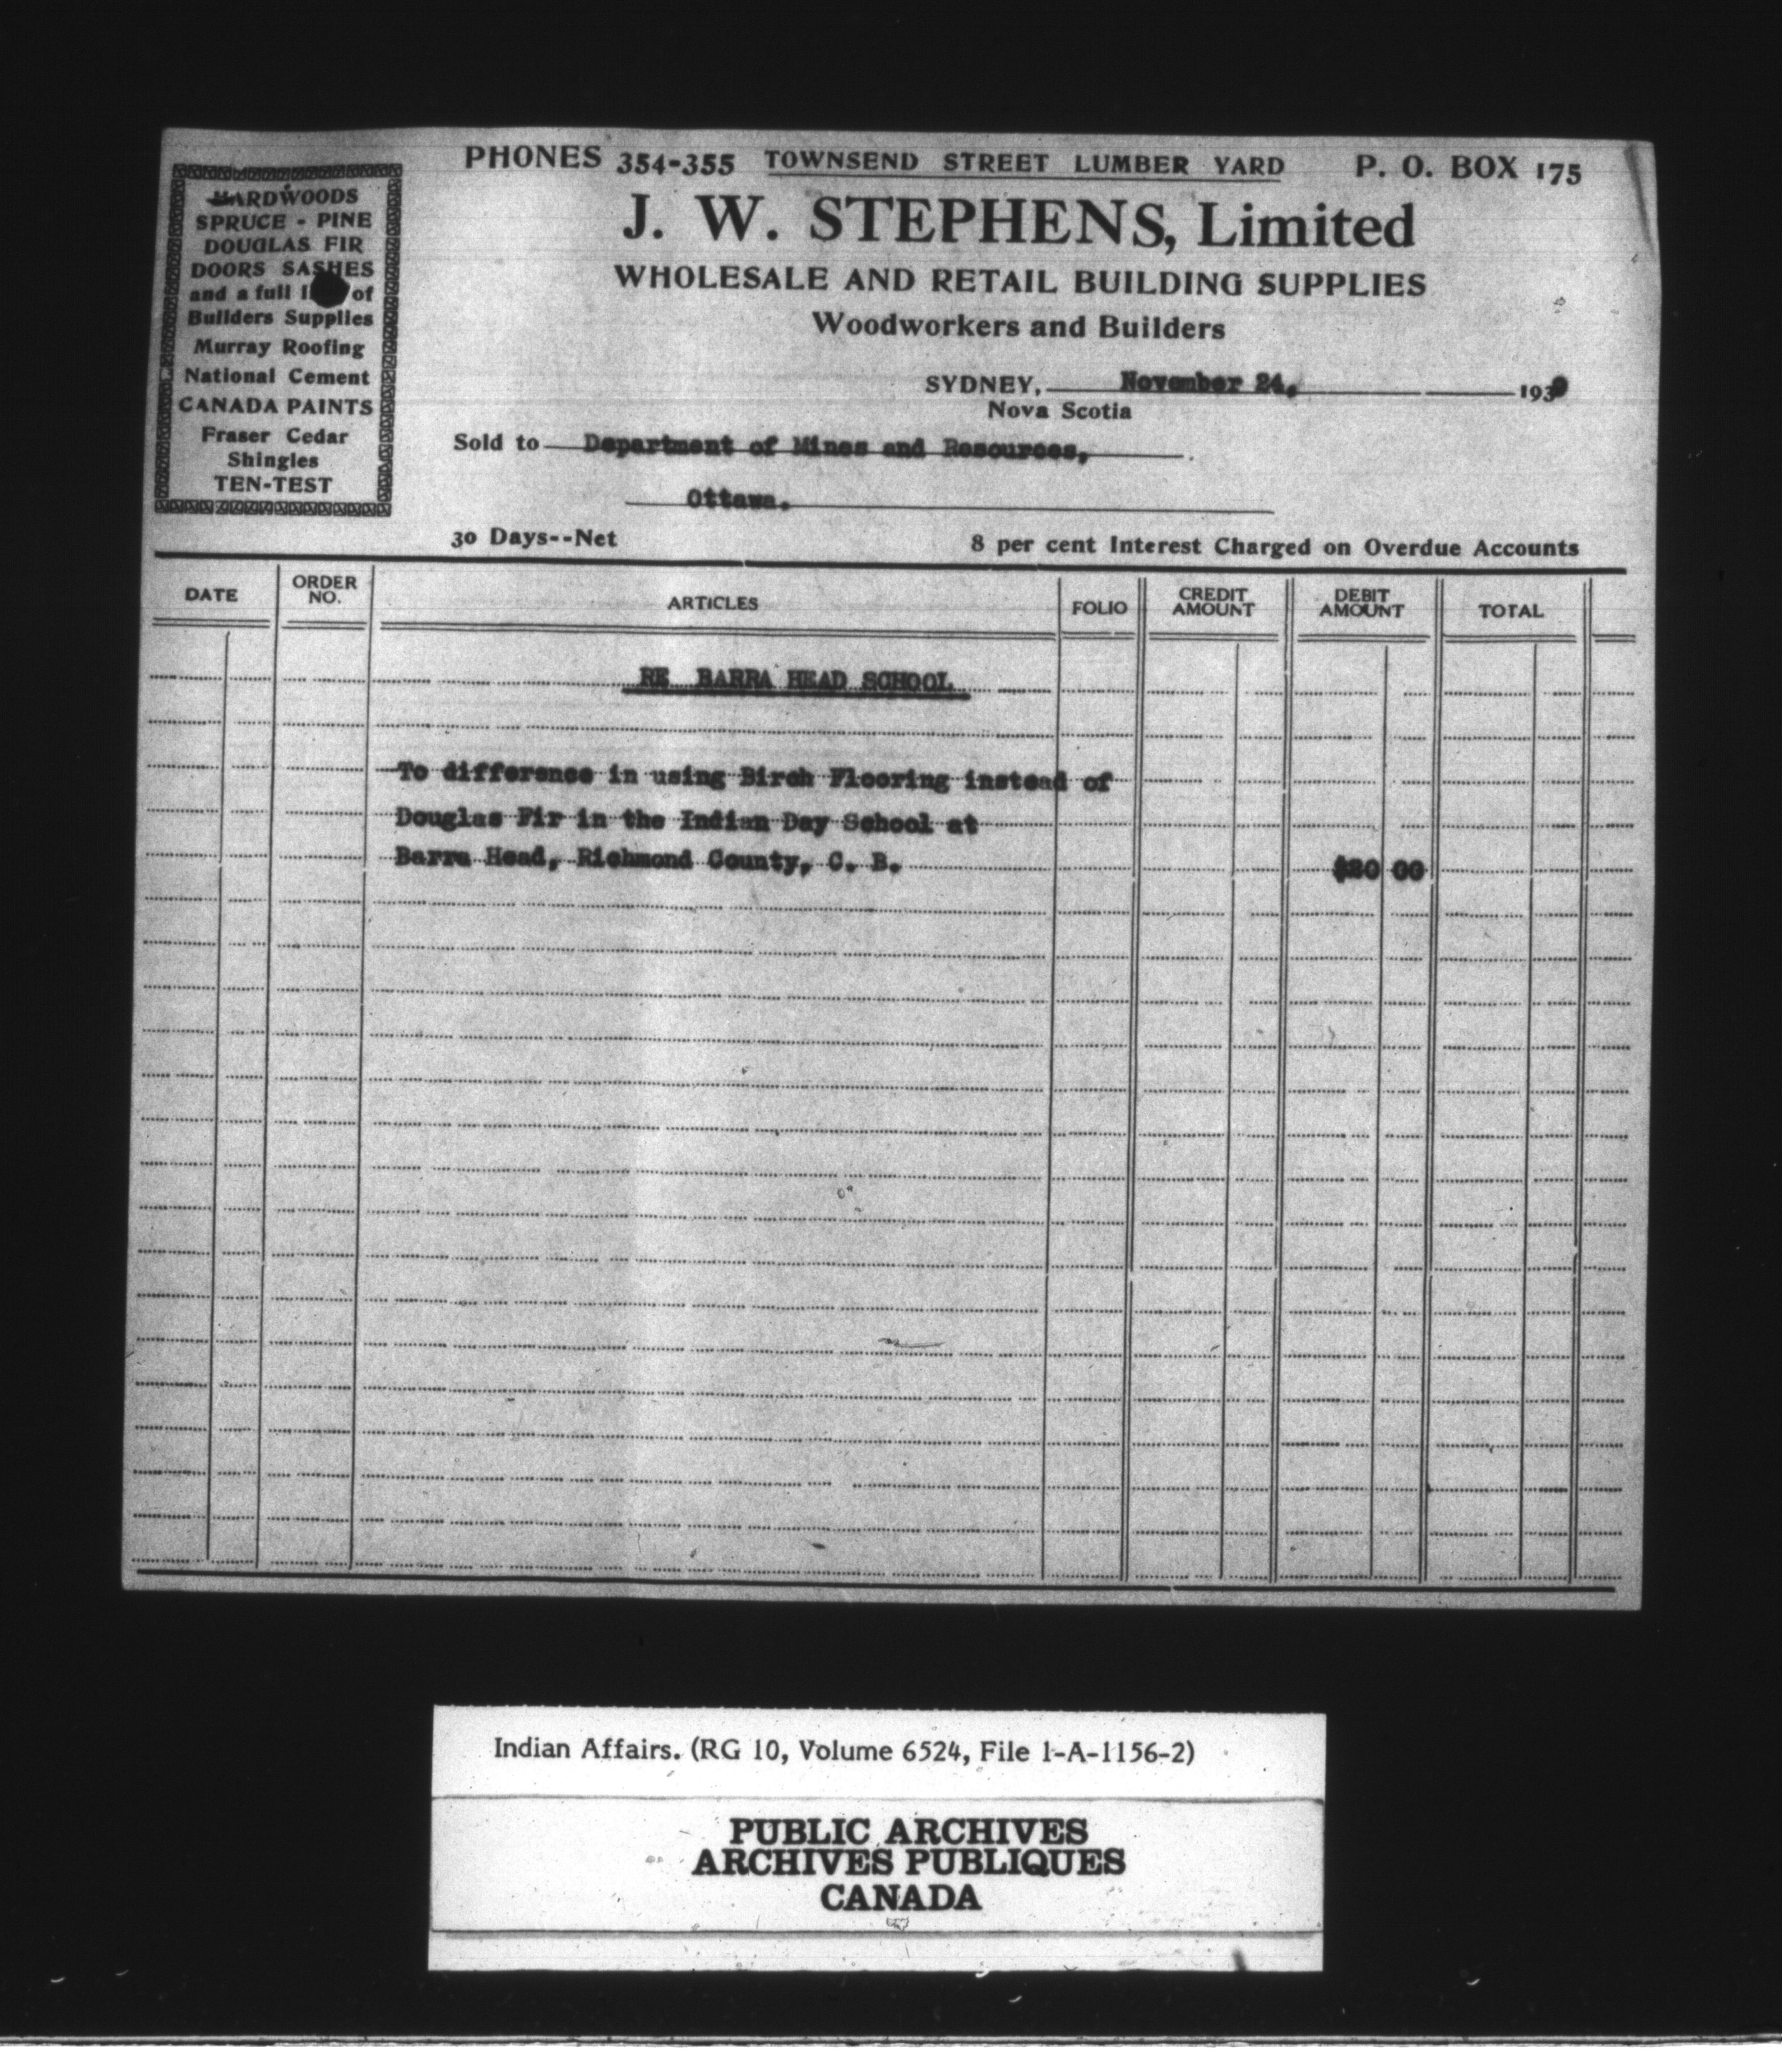 PHONES 354-355 TOWNSEND STREET LUMBER YARD P. O. BOX 175
J. W. STEPHENS, Limited
WHOLESALE AND RETAIL BUILDING SUPPLIES
Woodworkers and Builders
HARDWOODS
SPRUCE - PINE
DOUGLAS FIR
DOORS SASHES
and a full of
Builders Supplies
Murray Roofing
National Cement
CANADA PAINTS
Fraser Cedar
Shingles
TEN-TEST
SYDNEY, November 24, 1939
Nova Scotia
Sold to Department of Mines and Resources,
Ottawa.
30 Days--Net 8 per cent Interest Charged on Overdue Accounts
DATE ORDER NO. ARTICLES FOLIO CREDIT AMOUNT DEBIT AMOUNT TOTAL
RE BARRA HEAD SCHOOL
To difference in using Birch Flooring instead of
Douglas Fir in the Indian Day School at
Barra Head, Richmond County, C. B.
Indian Affairs. (RG 10, Volume 6524, File 1-A-1156-2)
PUBLIC ARCHIVES
ARCHIVES PUBLIQUES
CANADA